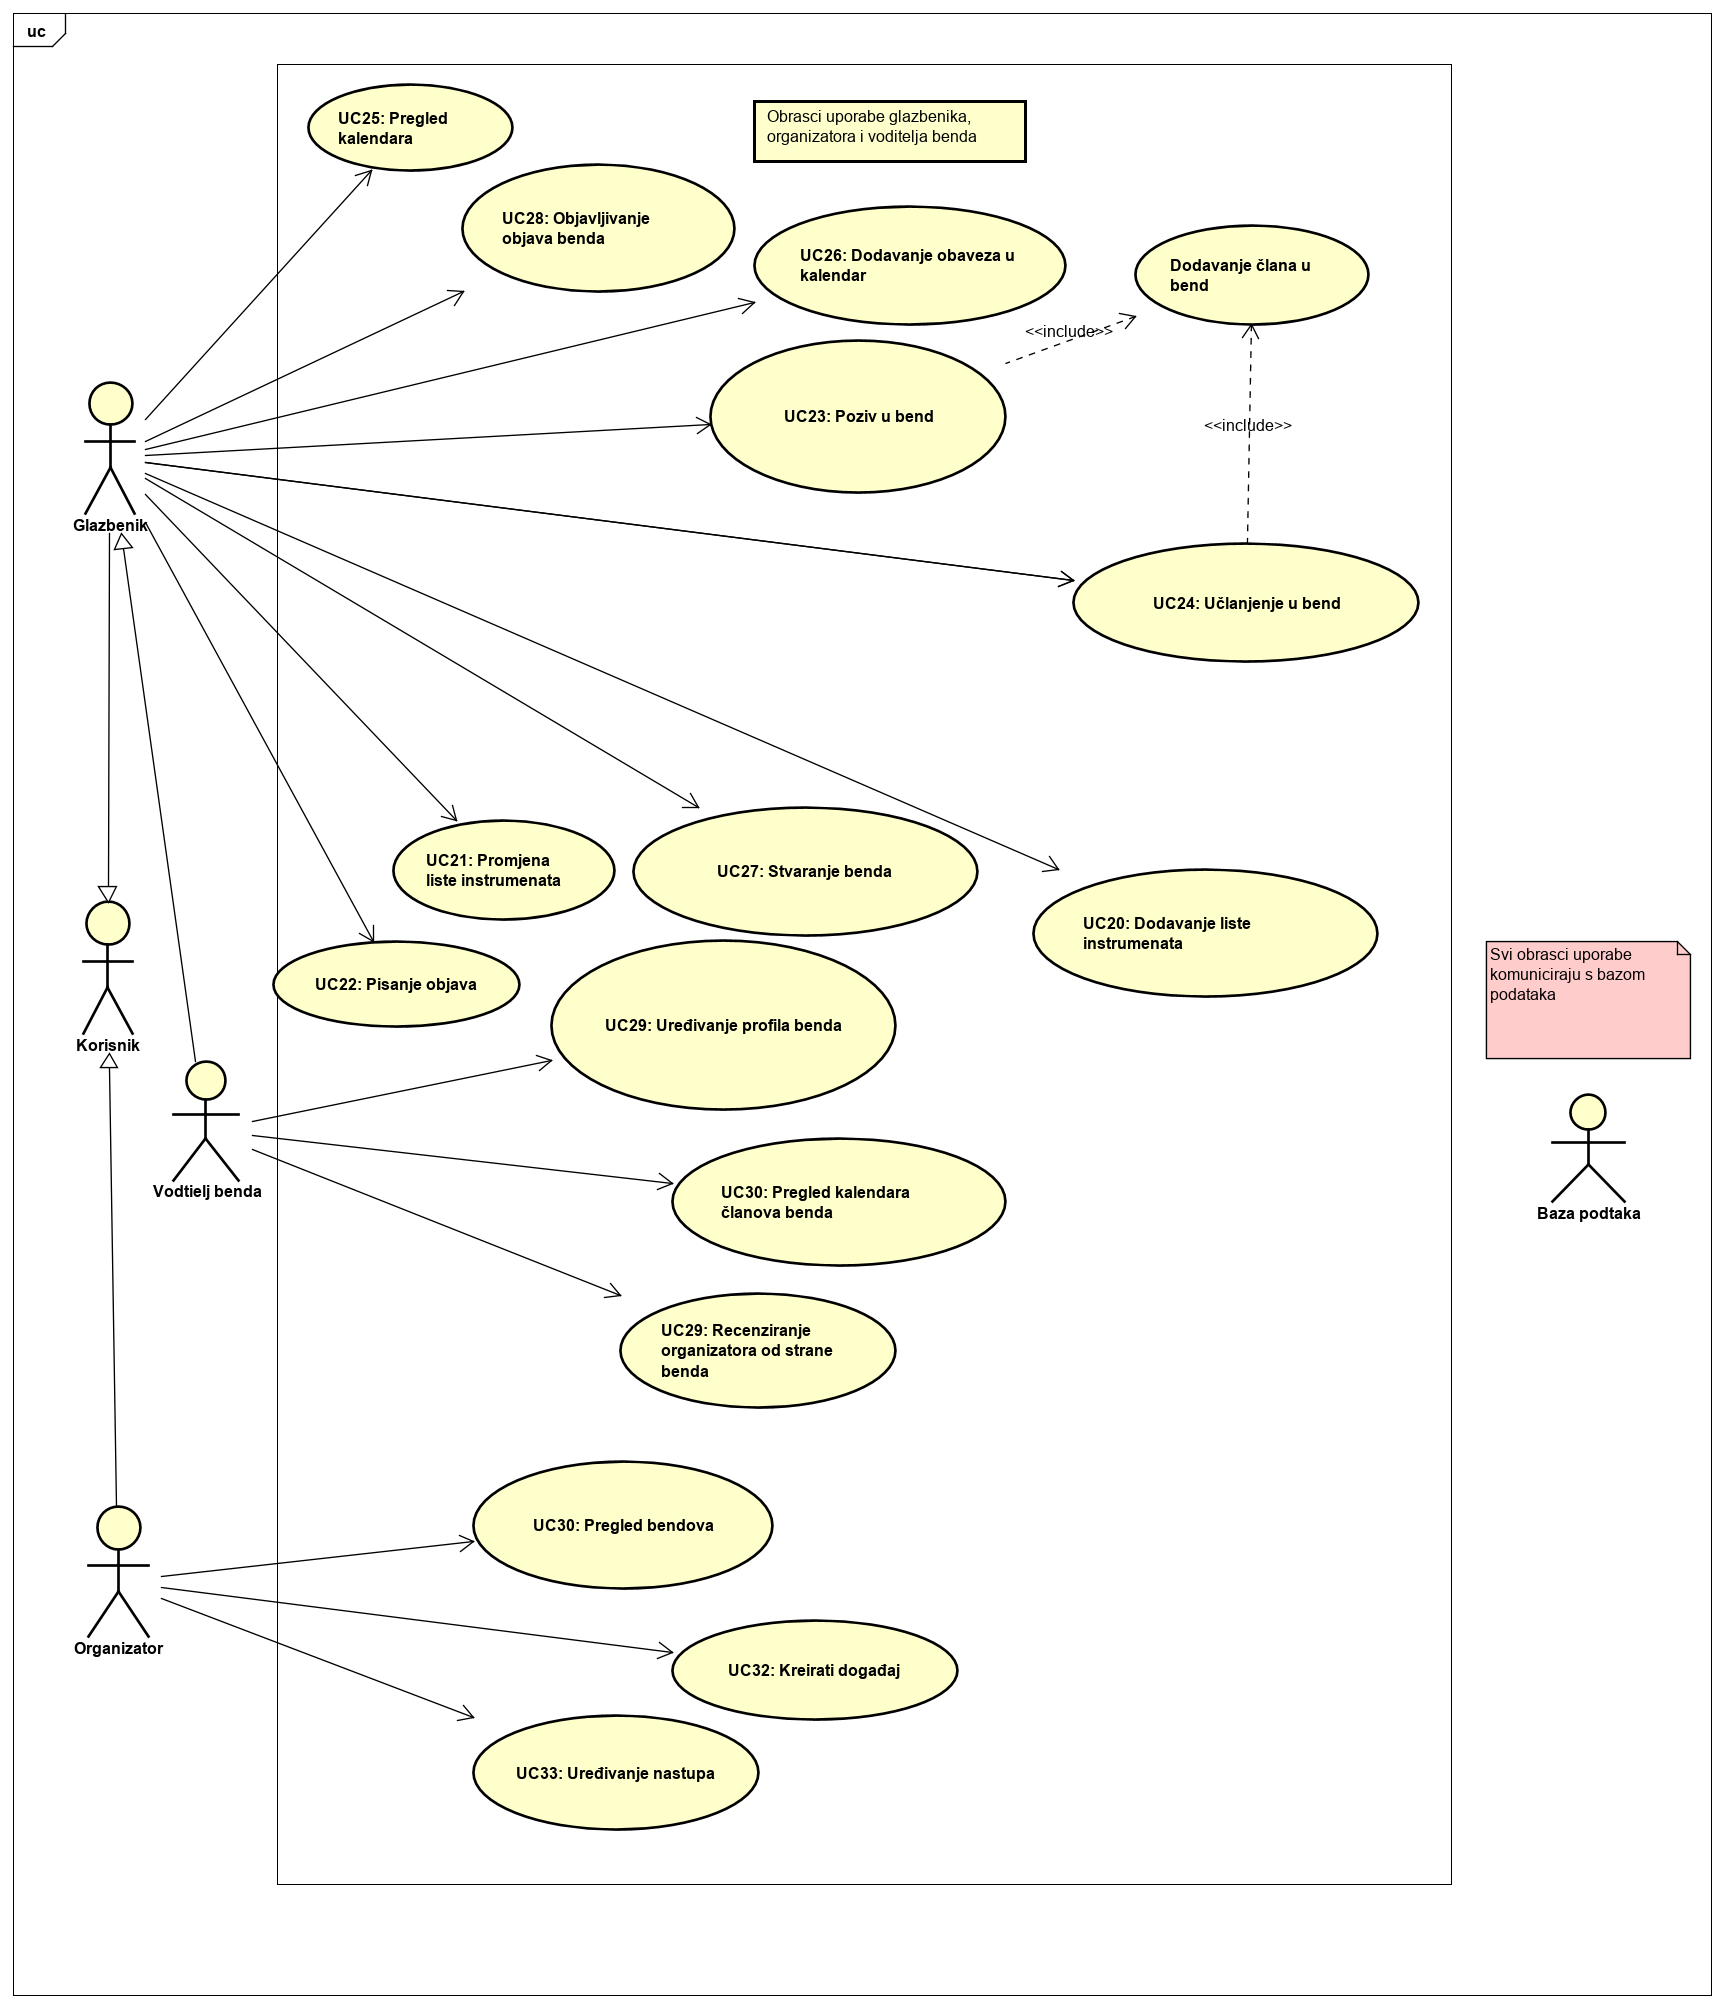 uc
UC25: Pregled
kalendara
Obrasci uporabe glazbenika,
organizatora i voditelja benda
UC28: Objavljivanje
objava benda
UC26: Dodavanje obaveza u
kalendar
Dodavanje člana u
bend
<<include>>
UC23: Poziv u bend
<<include>>
Glazbenik
UC24: Učlanjenje u bend
UC21: Promjena
liste instrumenata
UC27: Stvaranje benda
UC20: Dodavanje liste
instrumenata
Svi obrasci uporabe
komuniciraju s bazom
podataka
UC22: Pisanje objava
UC29: Uređivanje profila benda
Korisnik
Vodtielj benda
UC30: Pregled kalendara
članova benda
Baza podtaka
UC29: Recenziranje
organizatora od strane
benda
UC30: Pregled bendova
Organizator
UC32: Kreirati događaj
UC33: Uređivanje nastupa